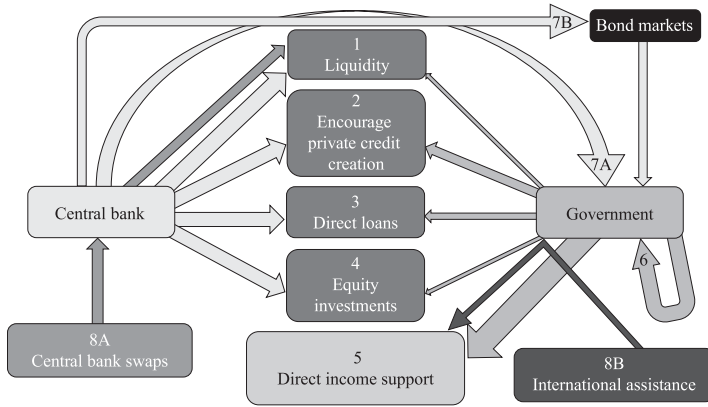 7B
Bond markets
1
Liquidity
2
Encourage
private credit
creation
7A
Central bank
3
Direct loans
Government
4
Equity
investments
6
8A
Central bank swaps
5
Direct income support
8B
International assistance